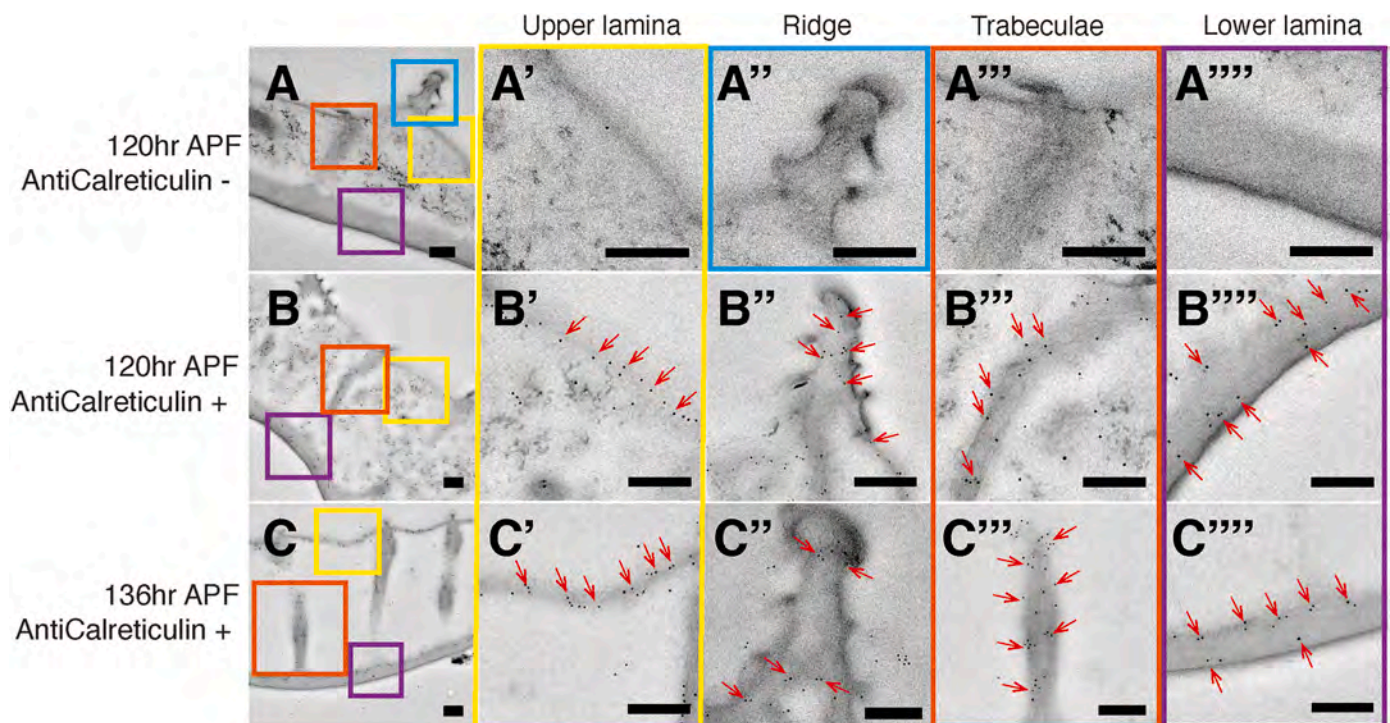 Upper lamina Ridge Trabeculae Lower lamina
120hr APF
AntiCalreticulin -
A A' A'' A''' A''''
120hr APF
AntiCalreticulin +
B B' B'' B''' B''''
136hr APF
AntiCalreticulin +
C C' C'' C''' C''''